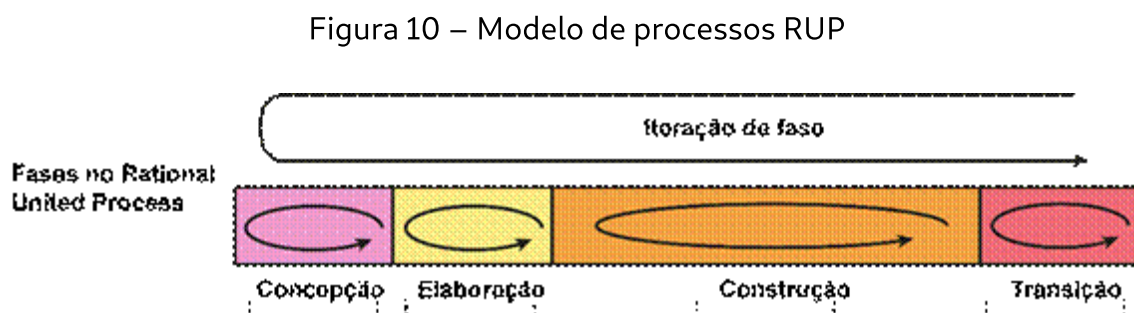 Figura 10 – Modelo de processos RUP
Iteração de fase
Fases no Rational
United Process
Concepção Elaboração Construção Transição